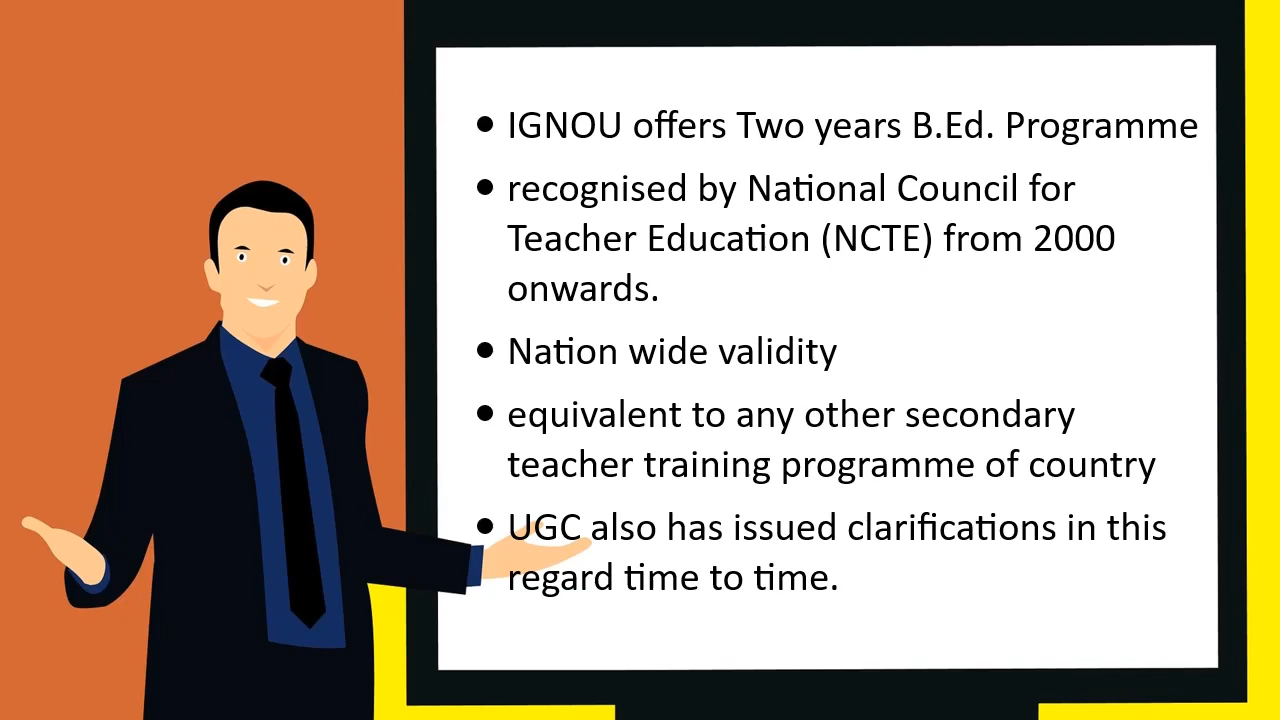 • IGNOU offers Two years B.Ed. Programme
• recognised by National Council for
Teacher Education (NCTE) from 2000
onwards.
• Nation wide validity
• equivalent to any other secondary
teacher training programme of country
• UGC also has issued clarifications in this
regard time to time.